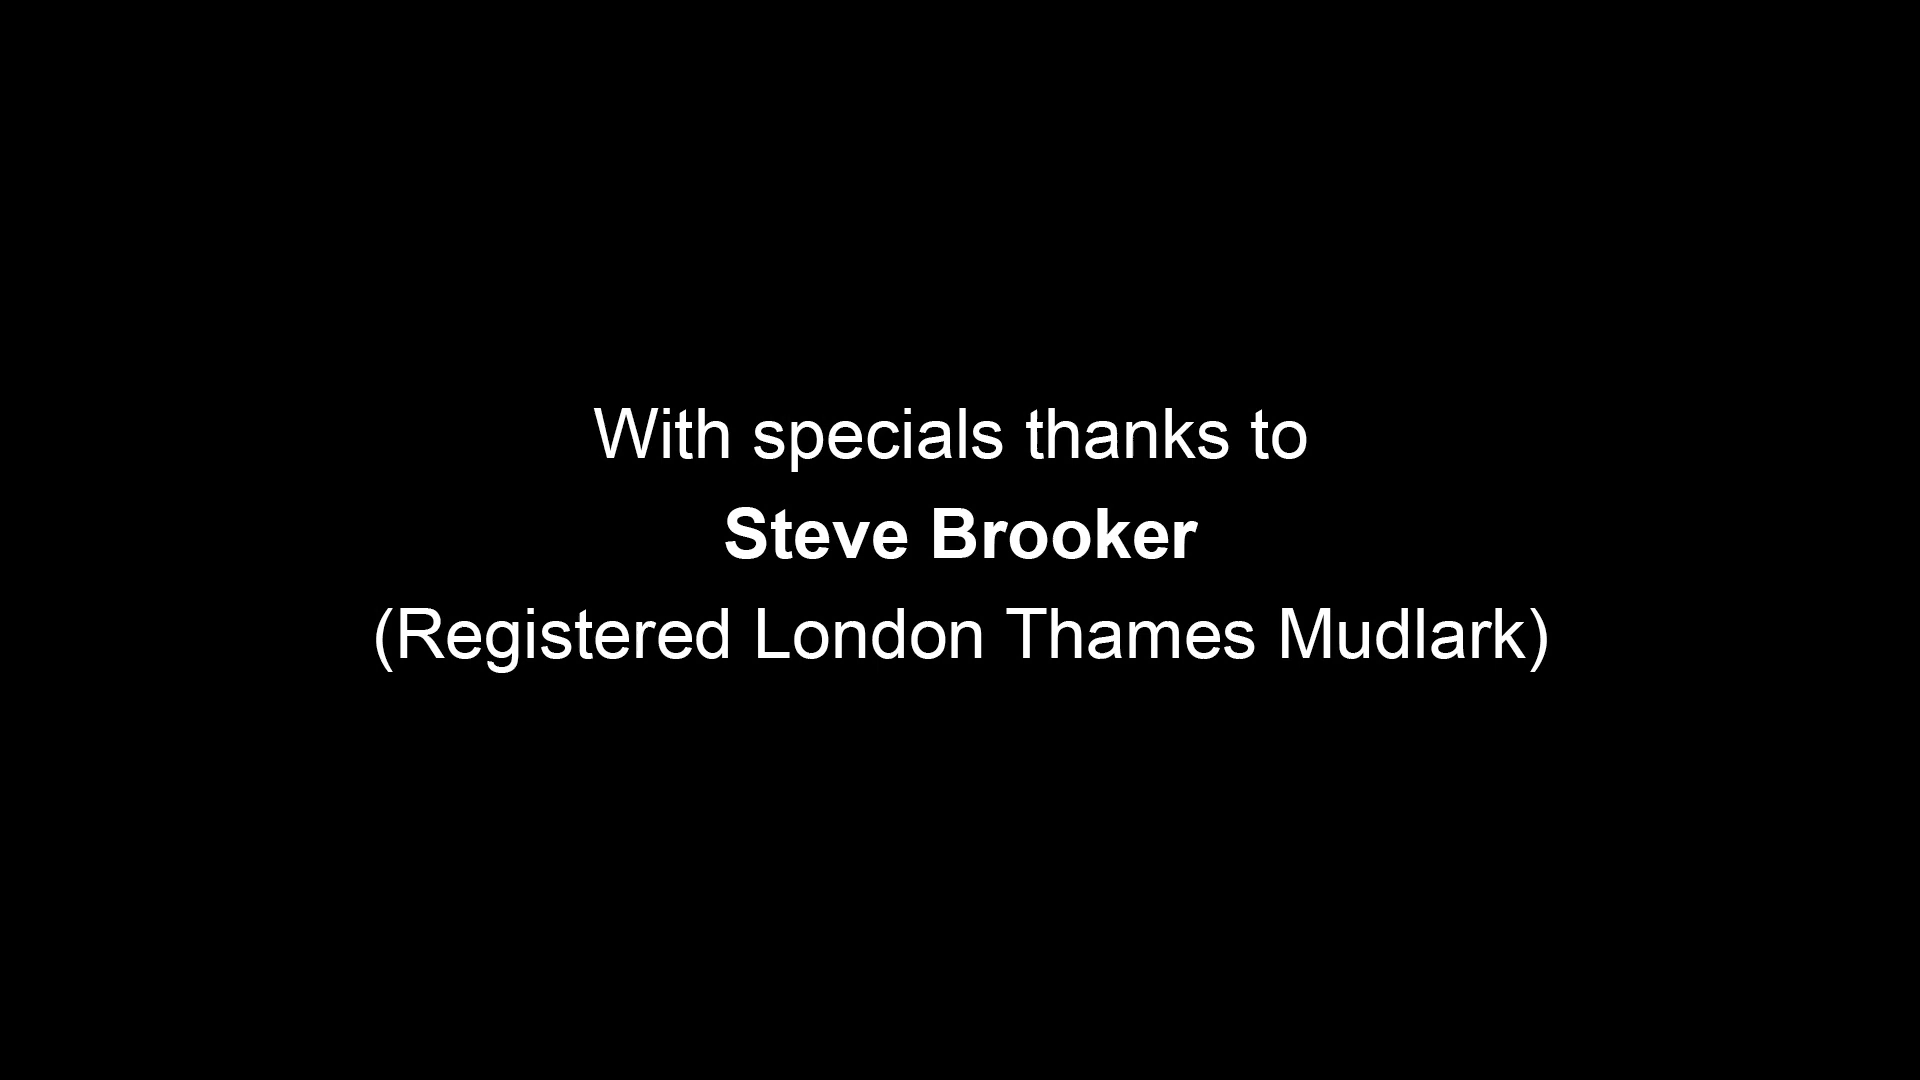 With specials thanks to
Steve Brooker
(Registered London Thames Mudlark)